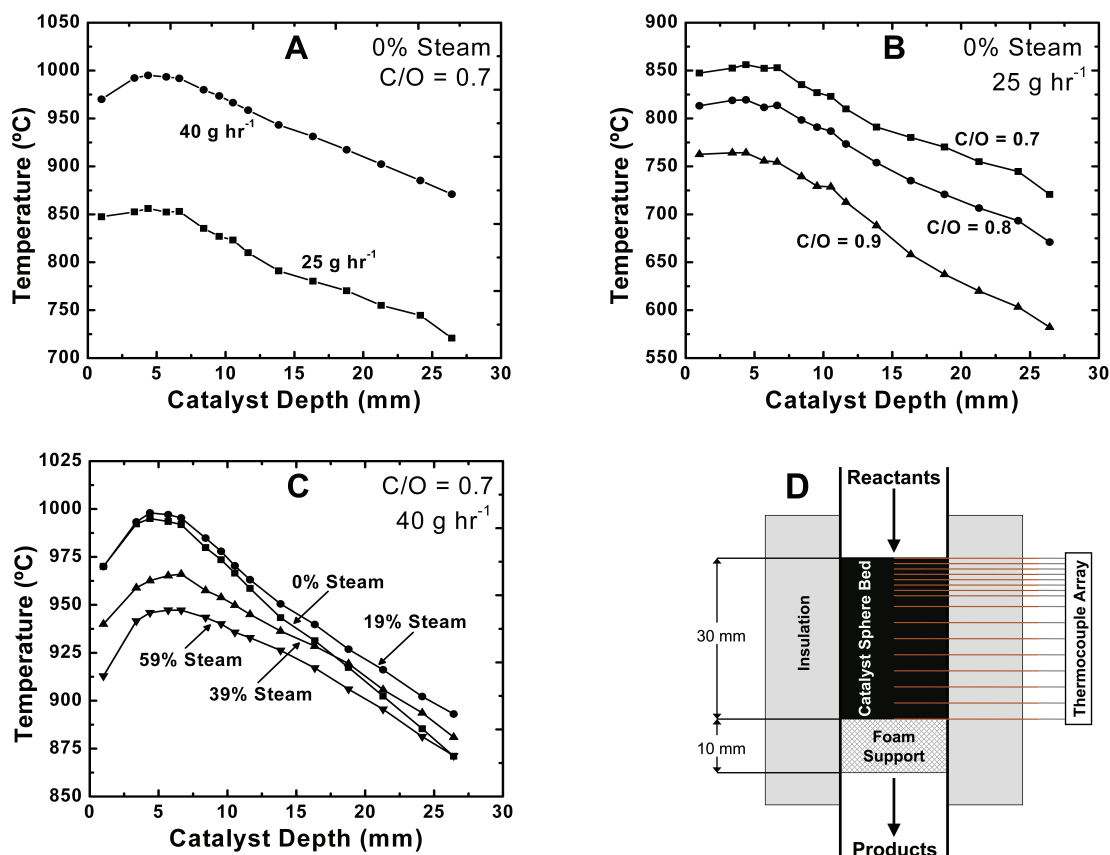 A
0% Steam
C/O = 0.7
1050
1000
950
900
850
800
750
700
40 g hr⁻¹
25 g hr⁻¹
Temperature (ºC)
0 5 10 15 20 25 30
Catalyst Depth (mm)
B
0% Steam
25 g hr⁻¹
900
850
800
750
700
650
600
550
C/O = 0.7
C/O = 0.8
C/O = 0.9
Temperature (ºC)
0 5 10 15 20 25 30
Catalyst Depth (mm)
C
C/O = 0.7
40 g hr⁻¹
1025
1000
975
950
925
900
875
850
0% Steam
19% Steam
59% Steam
39% Steam
Temperature (ºC)
0 5 10 15 20 25 30
Catalyst Depth (mm)
D
Reactants
Insulation
Catalyst Sphere Bed
Thermocouple Array
30 mm
10 mm
Foam
Support
Products